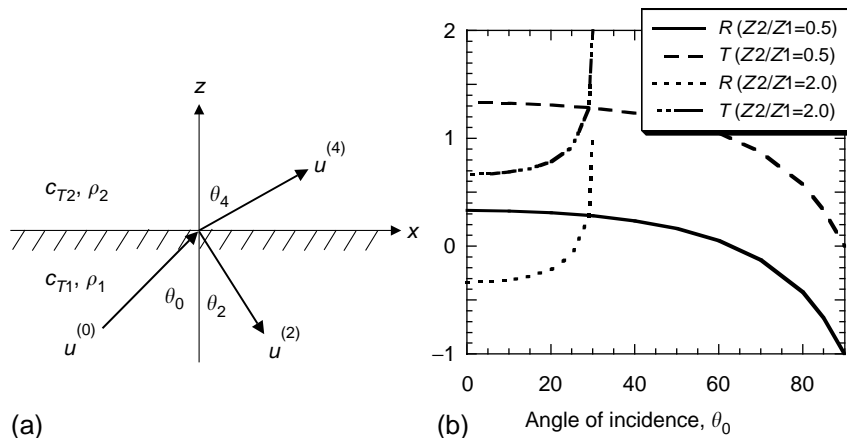 z
u(4)
cT2, ρ2
θ4
x
cT1, ρ1
θ0
θ2
u(0)
u(2)
(a)
2
1
0
−1
R (Z2/Z1=0.5)
T (Z2/Z1=0.5)
R (Z2/Z1=2.0)
T (Z2/Z1=2.0)
0 20 40 60 80
Angle of incidence, θ0
(b)